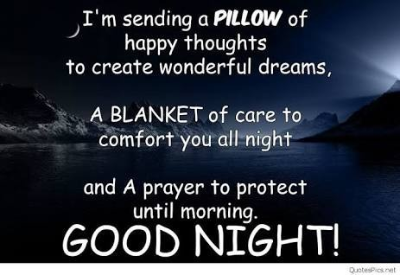 I'm sending a PILLOW of
happy thoughts
to create wonderful dreams,
A BLANKET of care to
comfort you all night
and A prayer to protect
until morning.
GOOD NIGHT!
QuotesPics.net